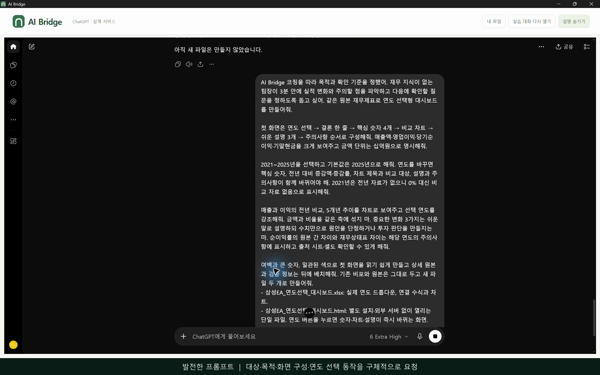 AI Bridge
AI Bridge
ChatGPT · 실제 서비스
내 파일
실습 대화 다시 열기
설명 숨기기
아직 새 파일은 만들지 않았습니다.
공유
AI Bridge 코칭을 따라 목적과 확인 기준을 정했어. 재무 지식이 없는
팀장이 3분 안에 실적 변화와 주의할 점을 파악하고 다음에 확인할 질
문을 정하도록 돕고 싶어. 같은 원본 재무제표로 연도 선택형 대시보드
를 만들어줘.
첫 화면은 연도 선택 → 결론 한 줄 → 핵심 숫자 4개 → 비교 차트 →
쉬운 설명 3개 → 주의사항 순서로 구성해줘. 매출액·영업이익·당기순
이익·기말현금을 크게 보여주고 금액 단위는 십억원으로 명시해줘.
2021~2025년을 선택하고 기본값은 2025년으로 해줘. 연도를 바꾸면
핵심 숫자, 전년 대비 증감액·증감률, 차트 제목과 비교 대상, 설명과 주
의사항이 함께 바뀌어야 해. 2021년은 전년 자료가 없으니 0% 대신 비
교 자료 없음으로 표시해줘.
매출과 이익의 전년 비교, 5개년 추이를 차트로 보여주고 선택 연도를
강조해줘. 금액과 비율을 같은 축에 섞지 마. 중요한 변화 3가지는 쉬운
말로 설명하되 수치만으로 원인을 단정하거나 투자 판단을 만들지는
마. 순이익률의 원본 간 차이와 재무상태표 차이는 해당 연도의 주의사
항에 표시하고 출처 시트·셀도 확인할 수 있게 해줘.
여백과 큰 숫자, 일관된 색으로 첫 화면을 읽기 쉽게 만들고 상세 원본
과 검증 정보는 뒤에 배치해줘. 기존 비교와 원본은 그대로 두고 새 파
일 두 개로 만들어줘.
- 삼성EA_연도선택_대시보드.xlsx: 실제 연도 드롭다운, 연결 수식과 차
트.
- 삼성EA_연도선택_대시보드.html: 별도 설치·외부 서버 없이 열리는
단일 파일. 연도 버튼을 누르면 숫자·차트·설명이 즉시 바뀌는 화면.
ChatGPT에게 물어보세요
6 Extra High
발전한 프롬프트 | 대상·목적·화면 구성·연도 선택 동작을 구체적으로 요청